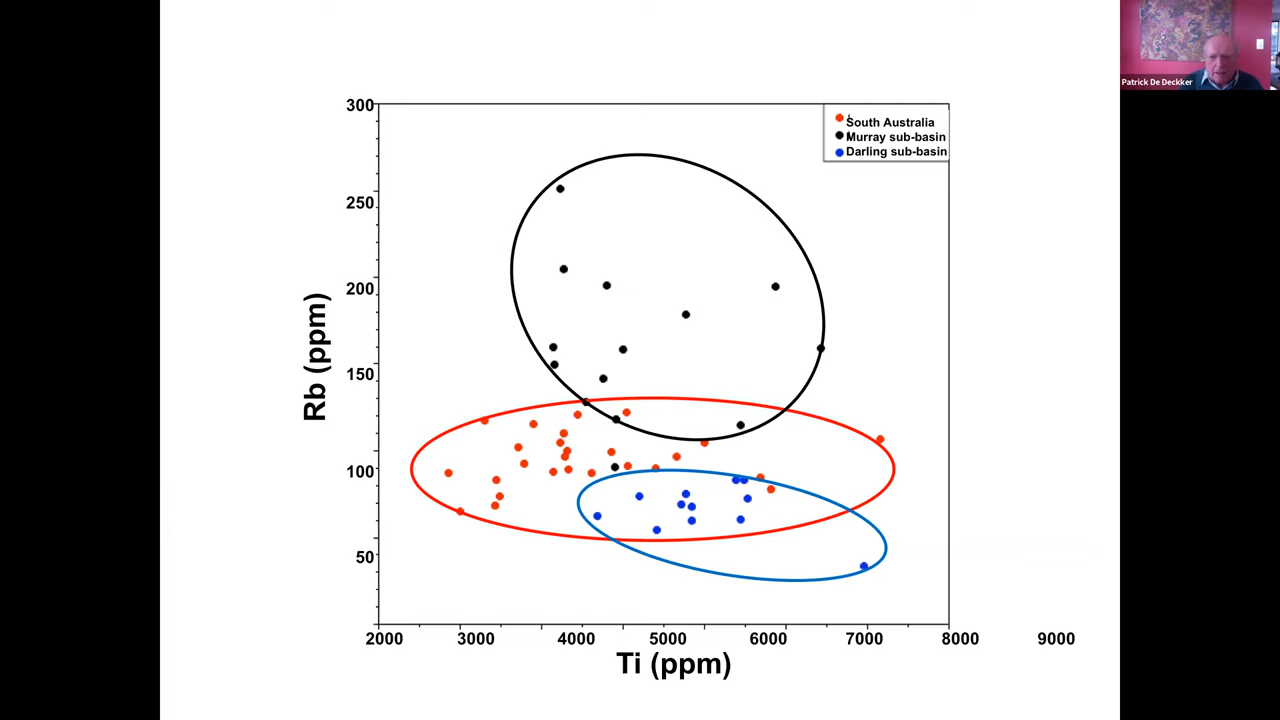 Patrick De Deckker
300
South Australia
Murray sub-basin
Darling sub-basin
250
200
150
100
50
Rb (ppm)
2000 3000 4000 5000 6000 7000 8000 9000
Ti (ppm)